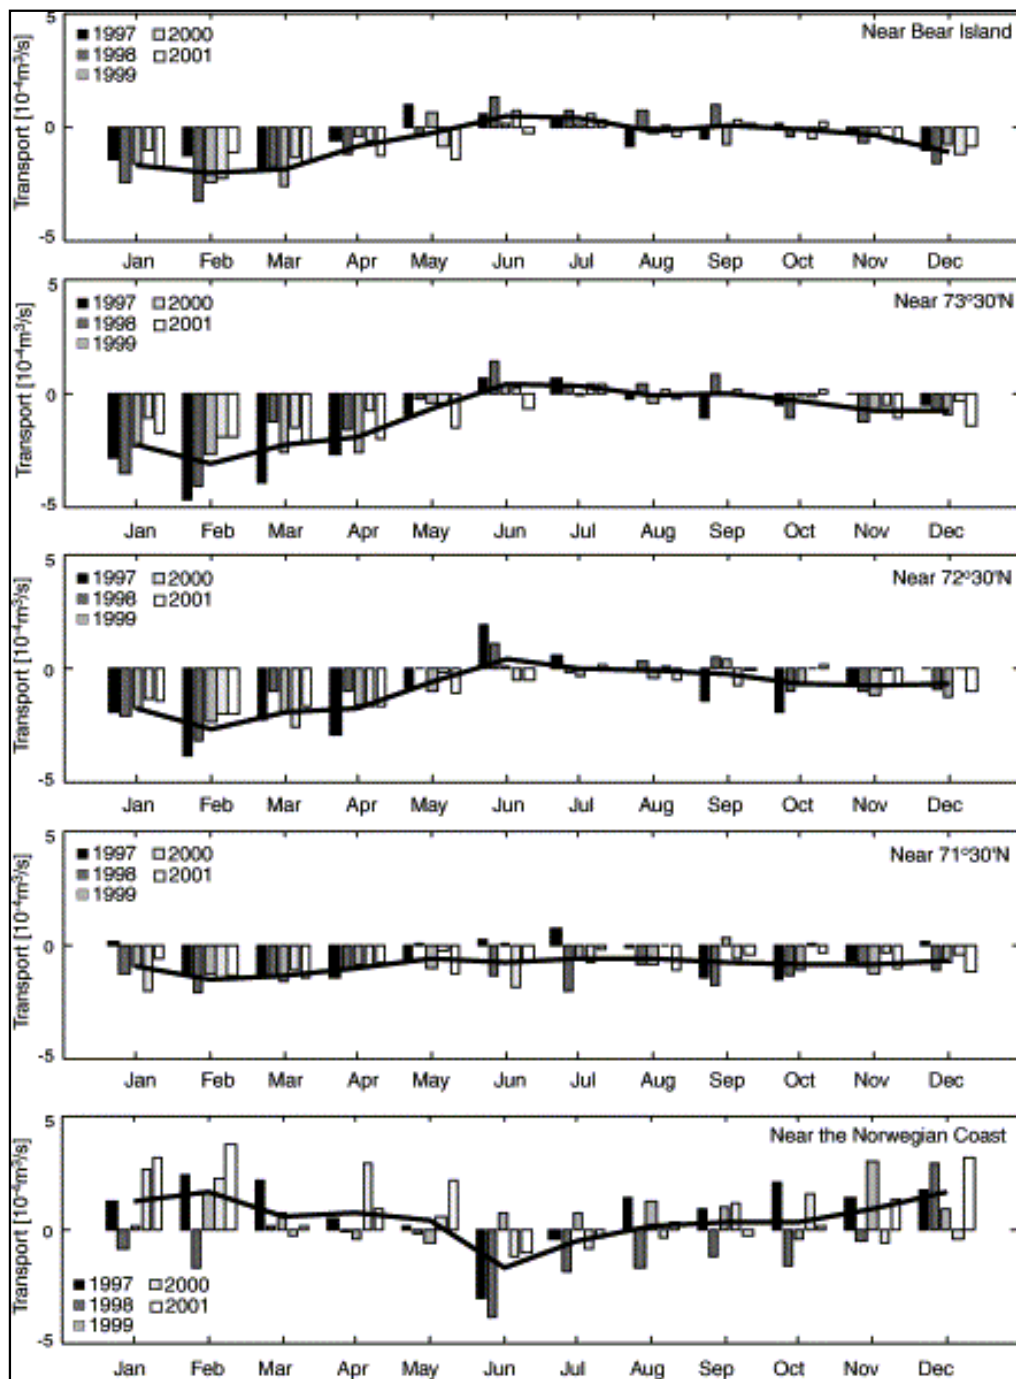 5
■ 1997 □ 2000
■ 1998 □ 2001
■ 1999
Near Bear Island
Transport [10⁻⁴m³/s]
0
-5
Jan Feb Mar Apr May Jun Jul Aug Sep Oct Nov Dec
5
■ 1997 □ 2000
■ 1998 □ 2001
■ 1999
Near 73°30'N
Transport [10⁻⁴m³/s]
0
-5
Jan Feb Mar Apr May Jun Jul Aug Sep Oct Nov Dec
5
■ 1997 □ 2000
■ 1998 □ 2001
■ 1999
Near 72°30'N
Transport [10⁻⁴m³/s]
0
-5
Jan Feb Mar Apr May Jun Jul Aug Sep Oct Nov Dec
5
■ 1997 □ 2000
■ 1998 □ 2001
■ 1999
Near 71°30'N
Transport [10⁻⁴m³/s]
0
-5
Jan Feb Mar Apr May Jun Jul Aug Sep Oct Nov Dec
5
Near the Norwegian Coast
Transport [10⁻⁴m³/s]
0
■ 1997 □ 2000
■ 1998 □ 2001
■ 1999
-5
Jan Feb Mar Apr May Jun Jul Aug Sep Oct Nov Dec